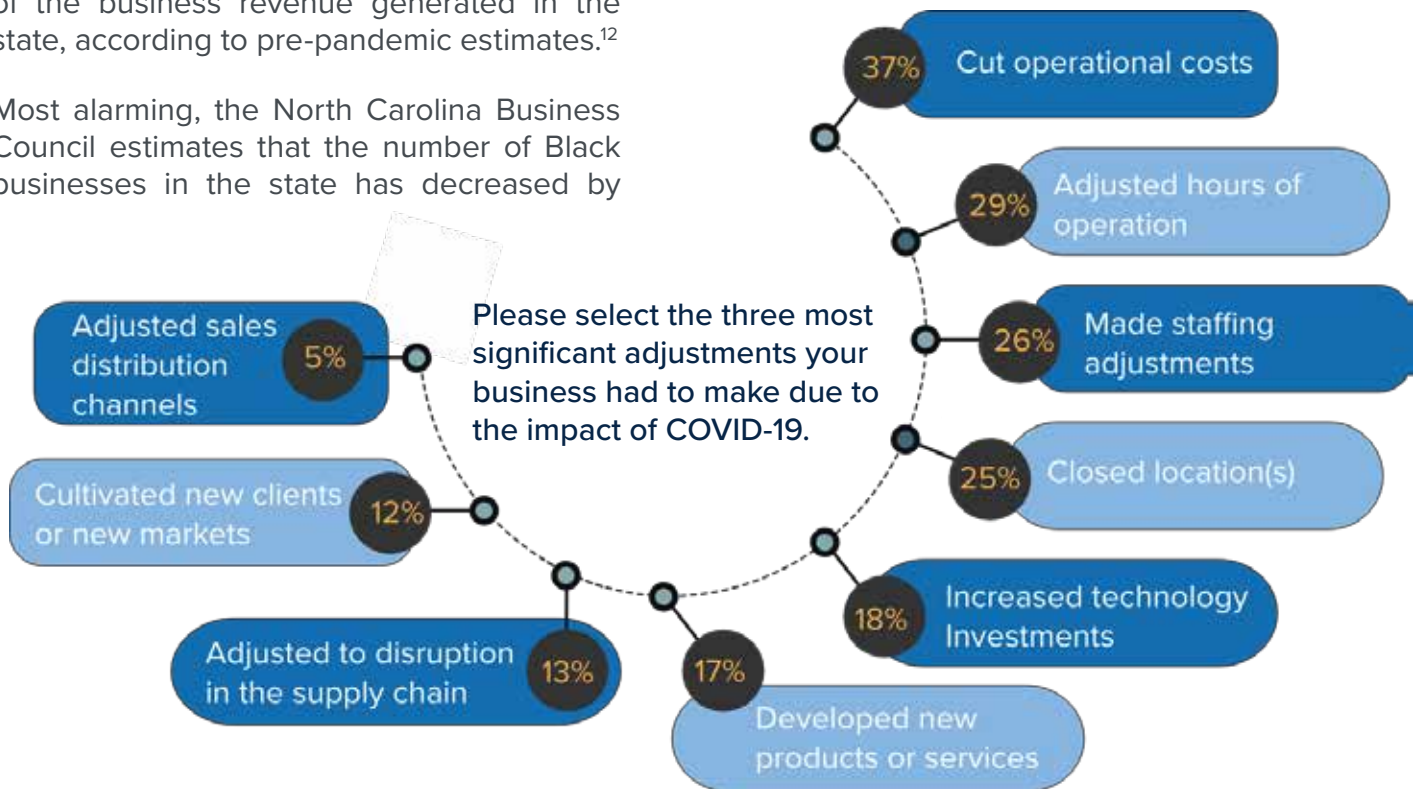 of the business revenue generated in the
state, according to pre-pandemic estimates.12
Most alarming, the North Carolina Business
Council estimates that the number of Black
businesses in the state has decreased by
Please select the three most
significant adjustments your
business had to make due to
the impact of COVID-19.
37%
Cut operational costs
29%
Adjusted hours of
operation
26%
Made staffing
adjustments
25%
Closed location(s)
18%
Increased technology
Investments
17%
Developed new
products or services
13%
Adjusted to disruption
in the supply chain
12%
Cultivated new clients
or new markets
5%
Adjusted sales
distribution
channels